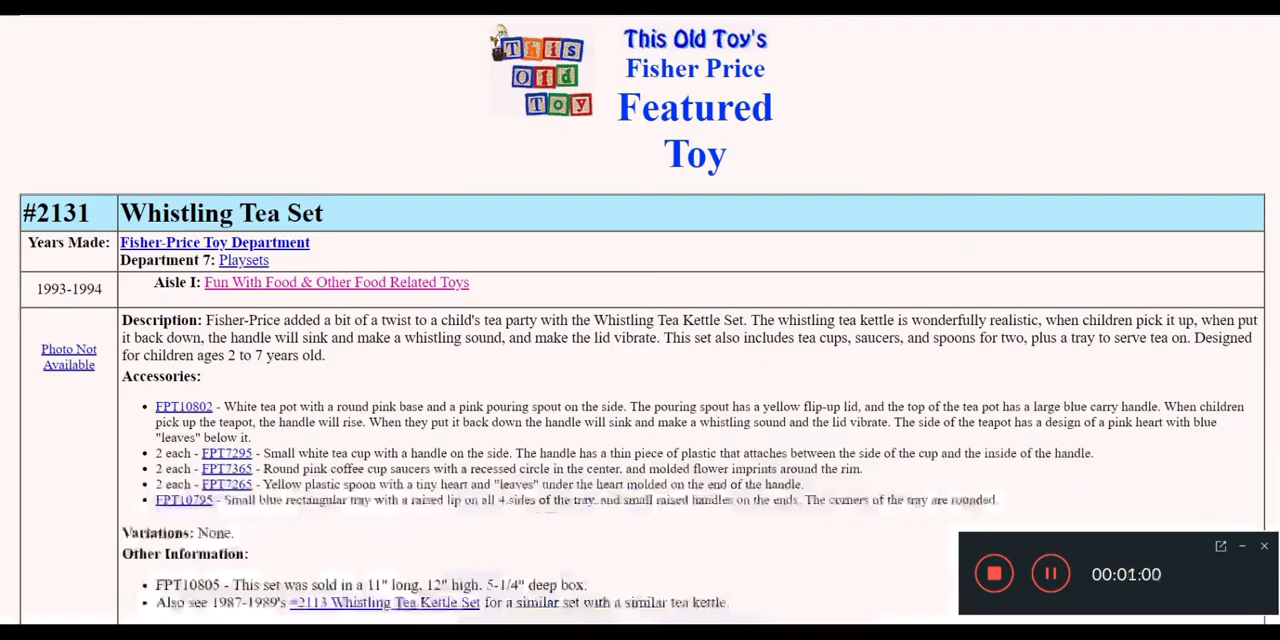 This
Old
Toy
This Old Toy's
Fisher Price
Featured
Toy
#2131 Whistling Tea Set
Years Made: Fisher-Price Toy Department
Department 7: Playsets
1993-1994 Aisle I: Fun With Food & Other Food Related Toys
Photo Not
Available
Description: Fisher-Price added a bit of a twist to a child's tea party with the Whistling Tea Kettle Set. The whistling tea kettle is wonderfully realistic, when children pick it up, when put
it back down, the handle will sink and make a whistling sound, and make the lid vibrate. This set also includes tea cups, saucers, and spoons for two, plus a tray to serve tea on. Designed
for children ages 2 to 7 years old.
Accessories:
• FPT10802 - White tea pot with a round pink base and a pink pouring spout on the side. The pouring spout has a yellow flip-up lid, and the top of the tea pot has a large blue carry handle. When children
pick up the teapot, the handle will rise. When they put it back down the handle will sink and make a whistling sound and the lid vibrate. The side of the teapot has a design of a pink heart with blue
"leaves" below it.
• 2 each - FPT7295 - Small white tea cup with a handle on the side. The handle has a thin piece of plastic that attaches between the side of the cup and the inside of the handle.
• 2 each - FPT7365 - Round pink coffee cup saucers with a recessed circle in the center, and molded flower imprints around the rim.
• 2 each - FPT7265 - Yellow plastic spoon with a tiny heart and "leaves" under the heart molded on the end of the handle.
• FPT10795 - Small blue rectangular tray with a raised lip on all 4 sides of the tray, and small raised handles on the ends. The corners of the tray are rounded.
Variations: None.
Other Information:
• FPT10805 - This set was sold in a 11" long, 12" high, 5-1/4" deep box.
• Also see 1987-1989's #2113 Whistling Tea Kettle Set for a similar set with a similar tea kettle.
00:01:00